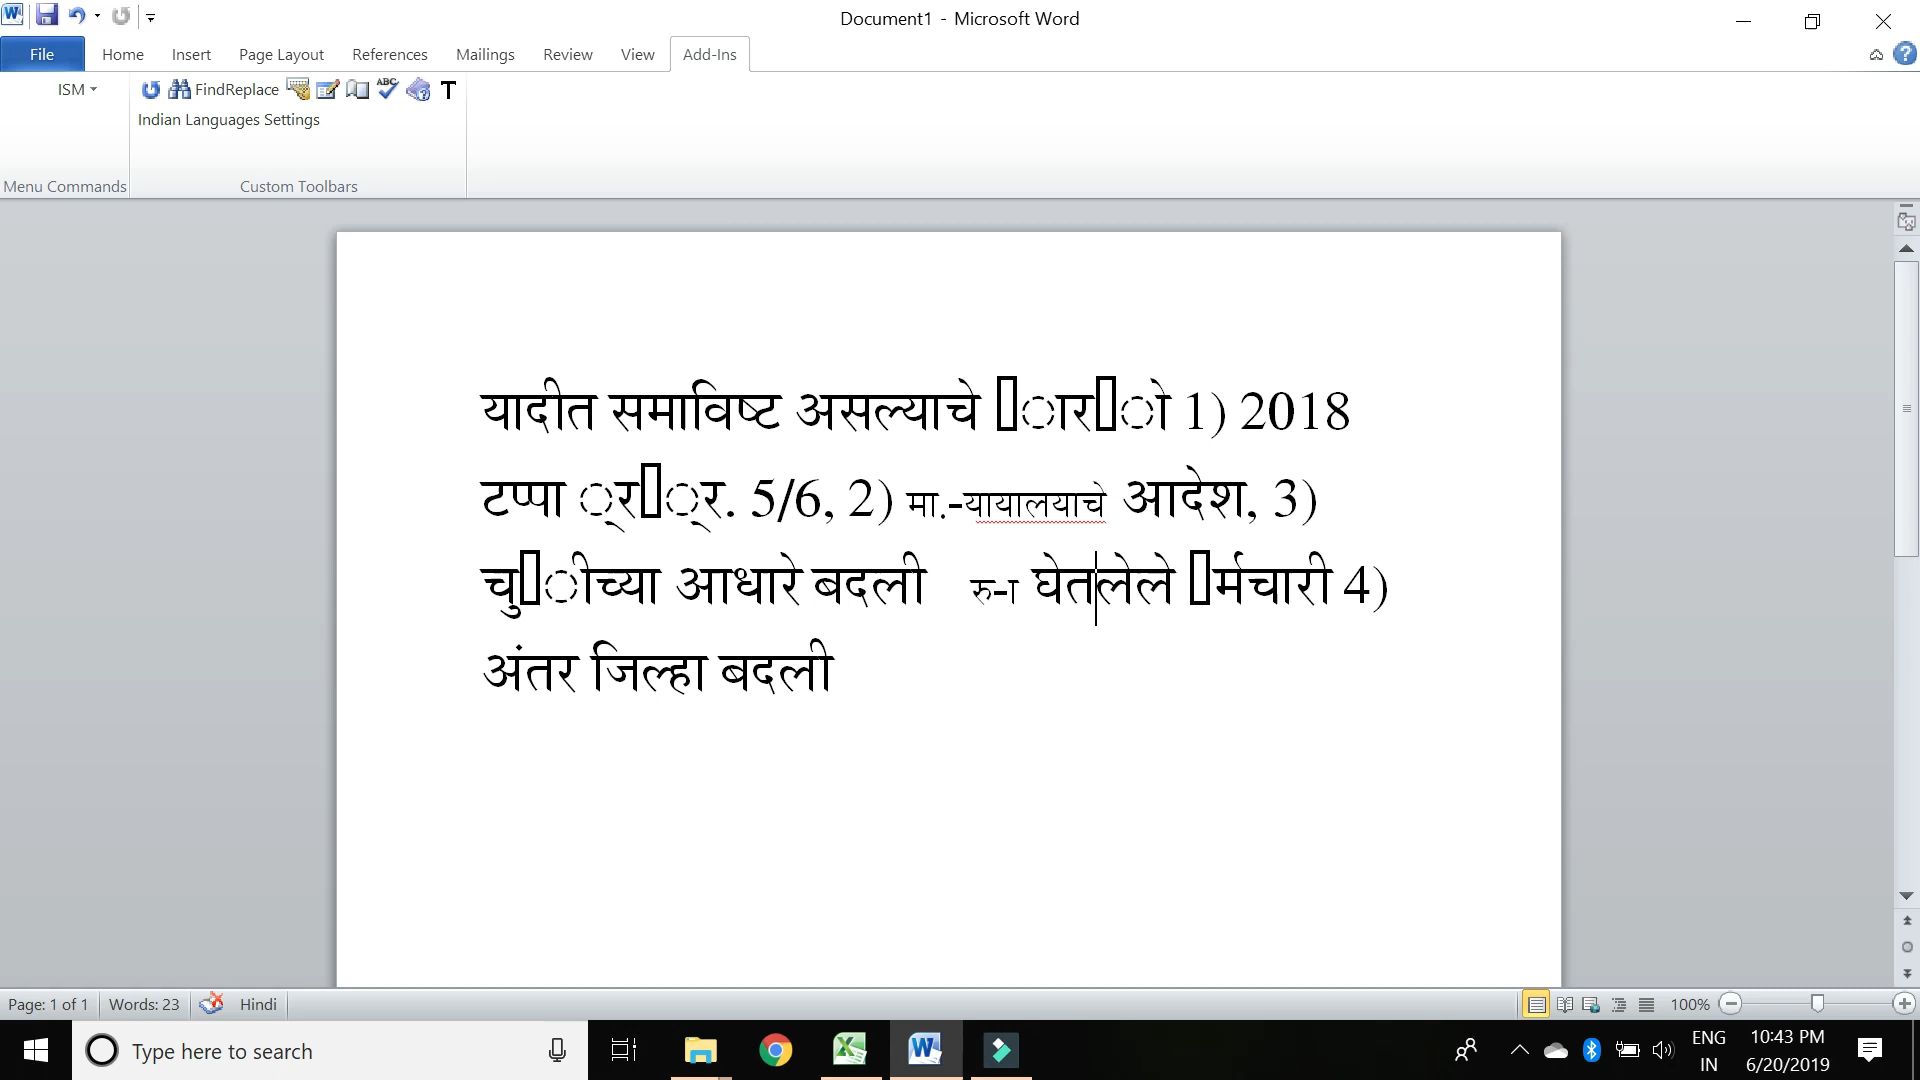 Document1 - Microsoft Word
File Home Insert Page Layout References Mailings Review View Add-Ins
ISM FindReplace ABC T
Indian Languages Settings
Menu Commands Custom Toolbars
यादीत समाविष्ट असल्याचे 1) 2018
टप्पा 5/6, 2) मा.-यायालयाचे आदेश, 3)
आधारे बदली रु-ा घेतलेले 4)
अंतर जिल्हा बदली
Page: 1 of 1 Words: 23 Hindi 100%
Type here to search ENG 10:43 PM
IN 6/20/2019